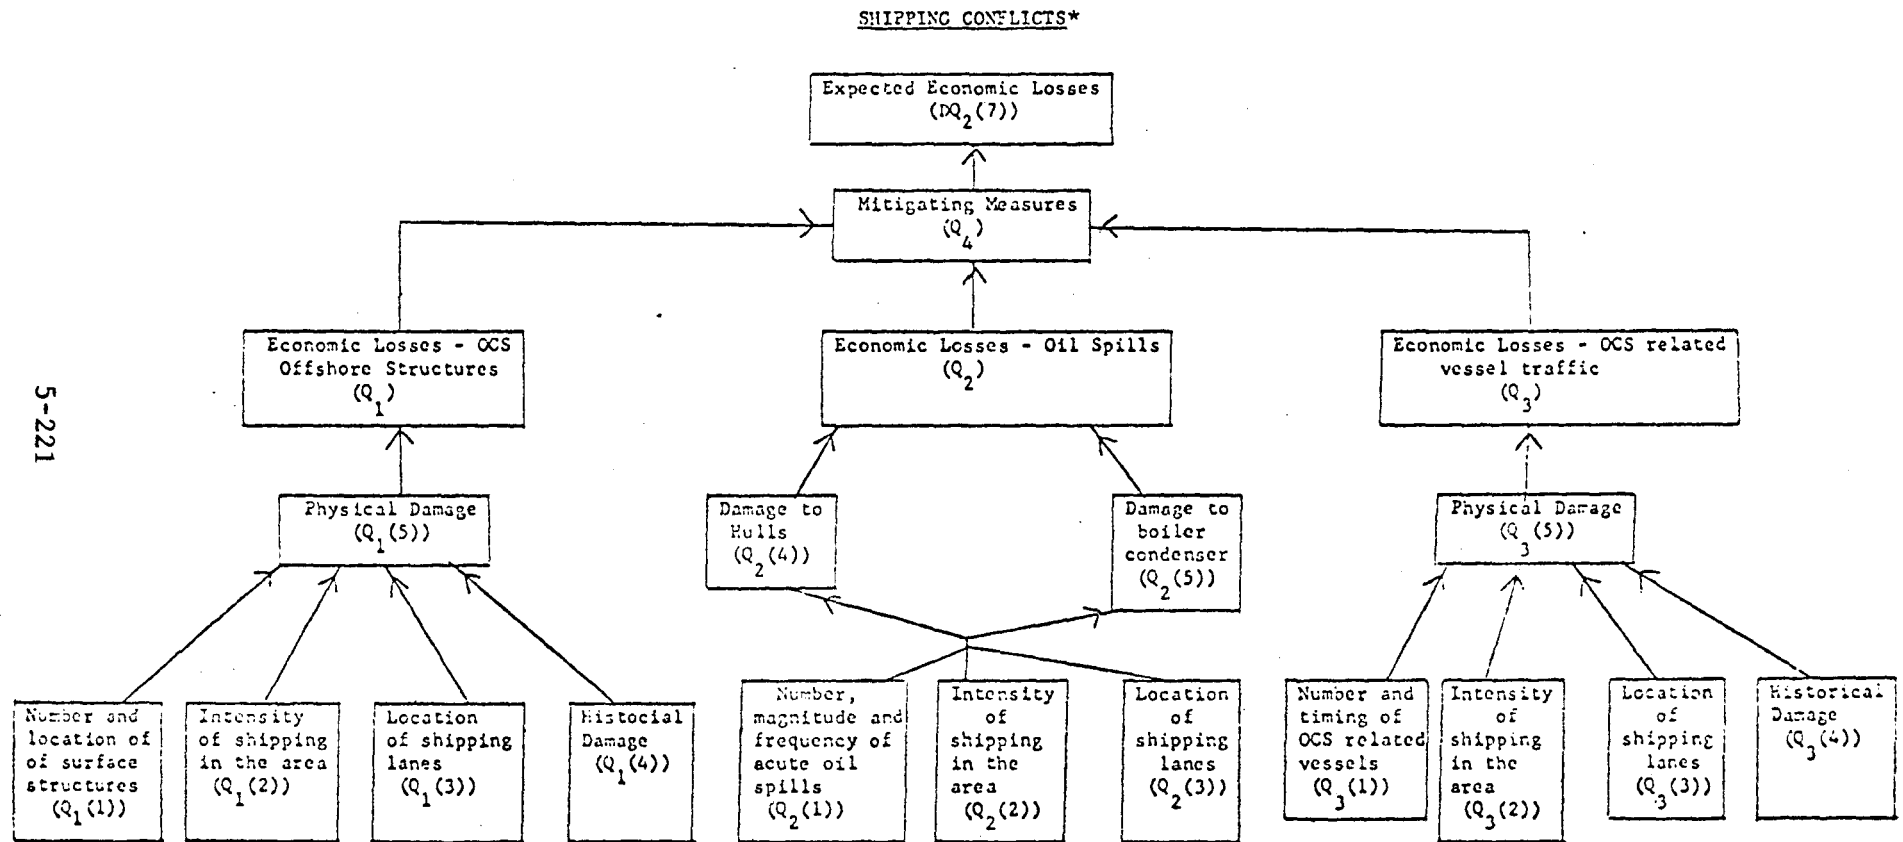 SHIPPING CONFLICTS*
Expected Economic Losses
(DQ2(7))
Mitigating Measures
(Q4)
Economic Losses - OCS
Offshore Structures
(Q1)
Economic Losses - Oil Spills
(Q2)
Economic Losses - OCS related
vessel traffic
(Q3)
5-221
Physical Damage
(Q1(5))
Damage to
Hulls
(Q2(4))
Damage to
boiler
condenser
(Q2(5))
Physical Damage
(Q3(5))
Number and
location of
of surface
structures
(Q1(1))
Intensity
of shipping
in the area
(Q1(2))
Location
of shipping
lanes
(Q1(3))
Histocial
Damage
(Q1(4))
Number,
magnitude and
frequency of
acute oil
spills
(Q2(1))
Intensity
of
shipping
in the
area
(Q2(2))
Location
of
shipping
lanes
(Q2(3))
Number and
timing of
OCS related
vessels
(Q3(1))
Intensity
of
shipping
in the
area
(Q3(2))
Location
of
shipping
lanes
(Q3(3))
Historical
Damage
(Q3(4))